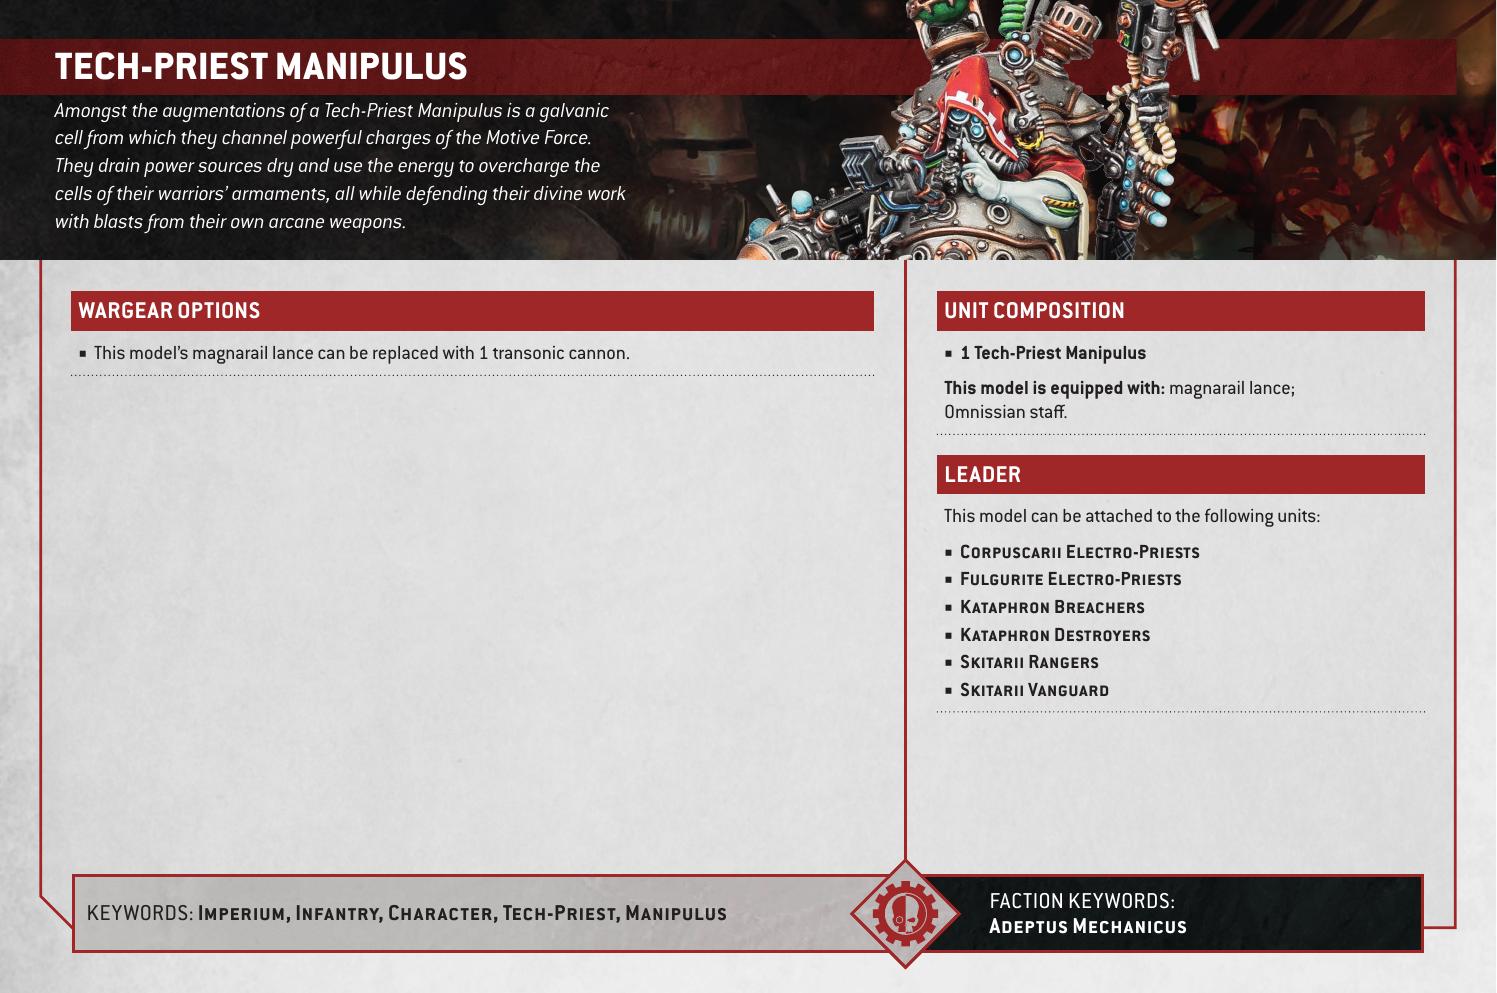 TECH-PRIEST MANIPULUS
Amongst the augmentations of a Tech-Priest Manipulus is a galvanic
cell from which they channel powerful charges of the Motive Force.
They drain power sources dry and use the energy to overcharge the
cells of their warriors’ armaments, all while defending their divine work
with blasts from their own arcane weapons.
WARGEAR OPTIONS
▪ This model’s magnarail lance can be replaced with 1 transonic cannon.
UNIT COMPOSITION
▪ 1 Tech-Priest Manipulus
This model is equipped with: magnarail lance;
Omnissian staff.
LEADER
This model can be attached to the following units:
▪ Corpuscarii Electro-Priests
▪ Fulgurite Electro-Priests
▪ Kataphron Breachers
▪ Kataphron Destroyers
▪ Skitarii Rangers
▪ Skitarii Vanguard
KEYWORDS: Imperium, Infantry, Character, Tech-Priest, Manipulus
FACTION KEYWORDS:
Adeptus Mechanicus